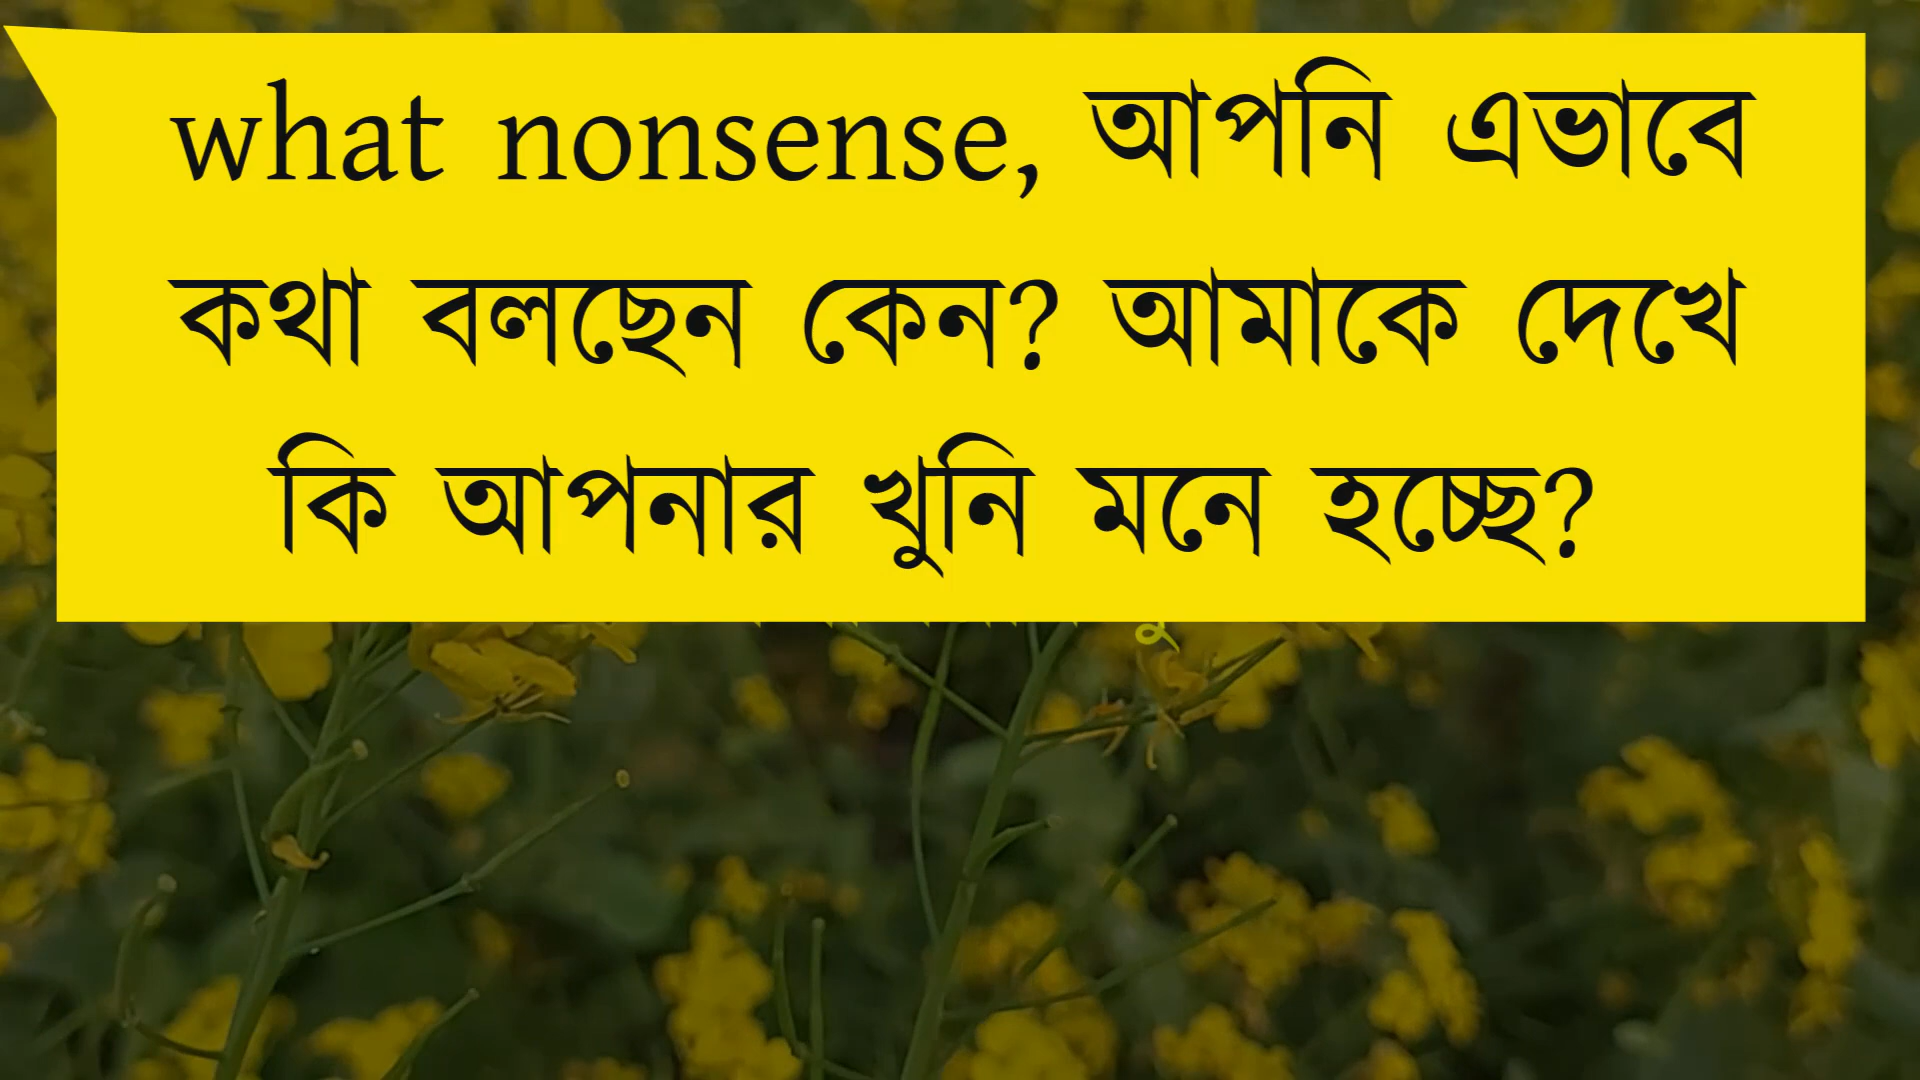 what nonsense, আপনি এভাবে
কথা বলছেন কেন? আমাকে দেখে
কি আপনার খুনি মনে হচ্ছে?